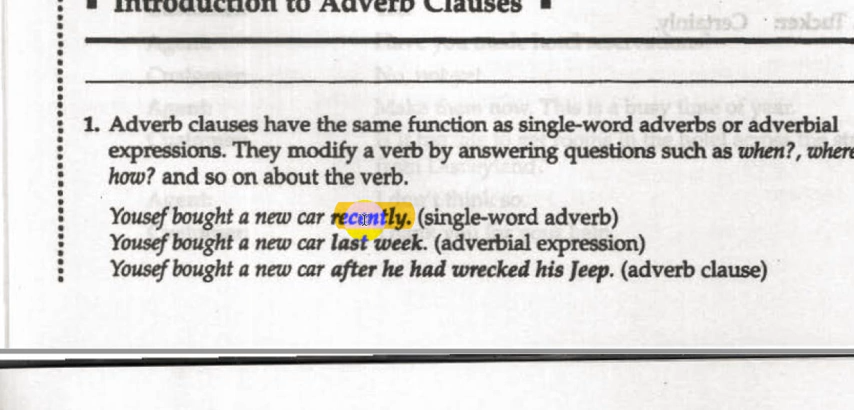 Introduction to Adverb Clauses
Tucker: Certainly.
1. Adverb clauses have the same function as single-word adverbs or adverbial
expressions. They modify a verb by answering questions such as when?, where
how? and so on about the verb.
Yousef bought a new car recently. (single-word adverb)
Yousef bought a new car last week. (adverbial expression)
Yousef bought a new car after he had wrecked his Jeep. (adverb clause)